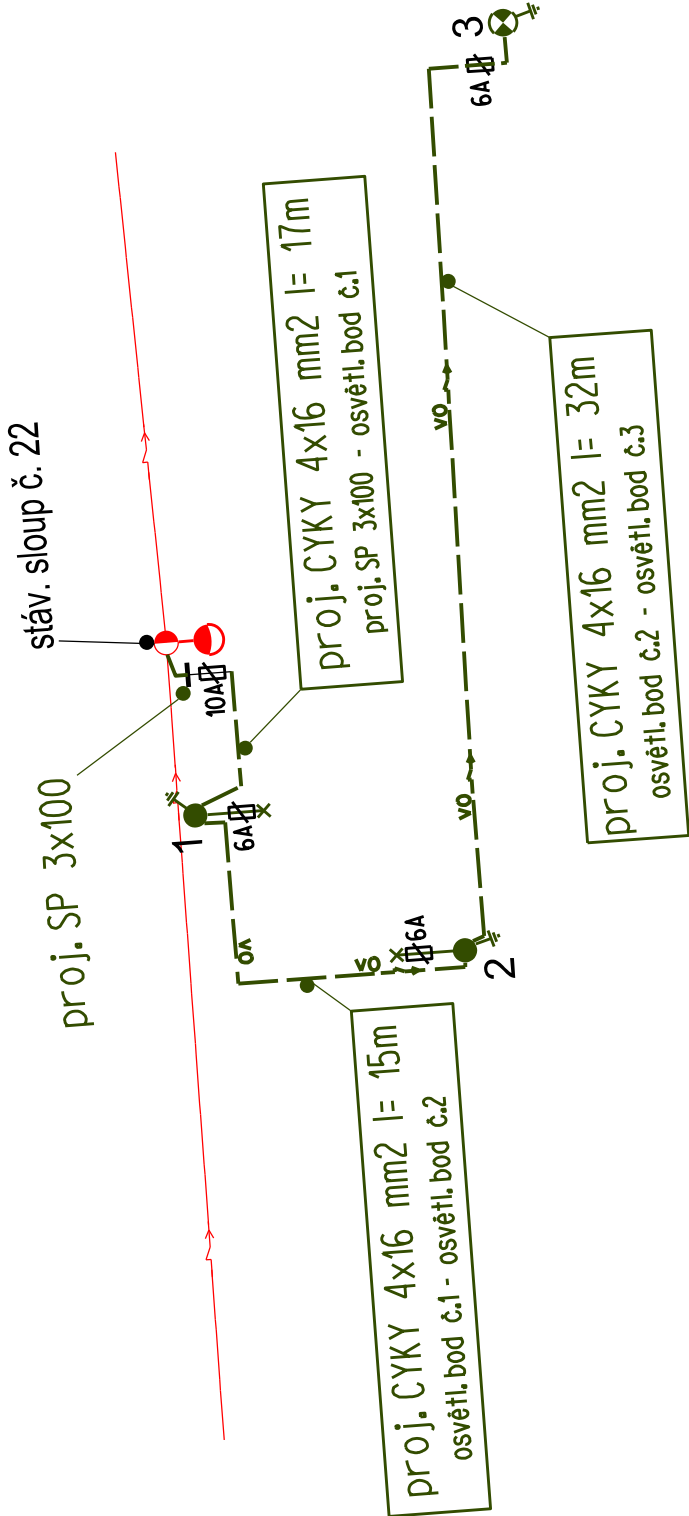 stáv. sloup č. 22
proj. SP 3x100
10A
proj. CYKY 4x16 mm2 l= 17m
proj. SP 3x100 - osvětl. bod č.1
1
6A
VO
VO
proj. CYKY 4x16 mm2 l= 15m
osvětl. bod č.1 - osvětl. bod č.2
6A
2
VO
VO
proj. CYKY 4x16 mm2 l= 32m
osvětl. bod č.2 - osvětl. bod č.3
6A
3